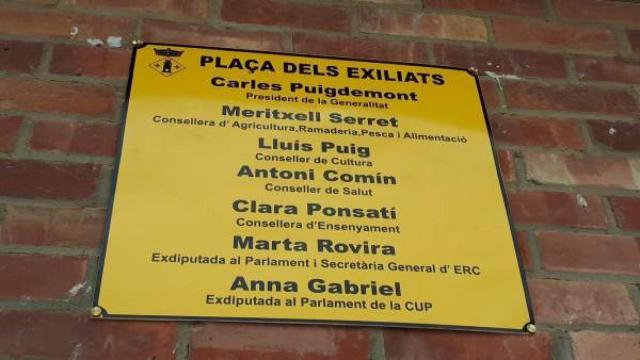 PLAÇA DELS EXILIATS
Carles Puigdemont
President de la Generalitat
Meritxell Serret
Consellera d' Agricultura,Ramaderia,Pesca i Alimentació
Lluís Puig
Conseller de Cultura
Antoni Comín
Conseller de Salut
Clara Ponsatí
Consellera d'Ensenyament
Marta Rovira
Exdiputada al Parlament i Secretària General d' ERC
Anna Gabriel
Exdiputada al Parlament de la CUP